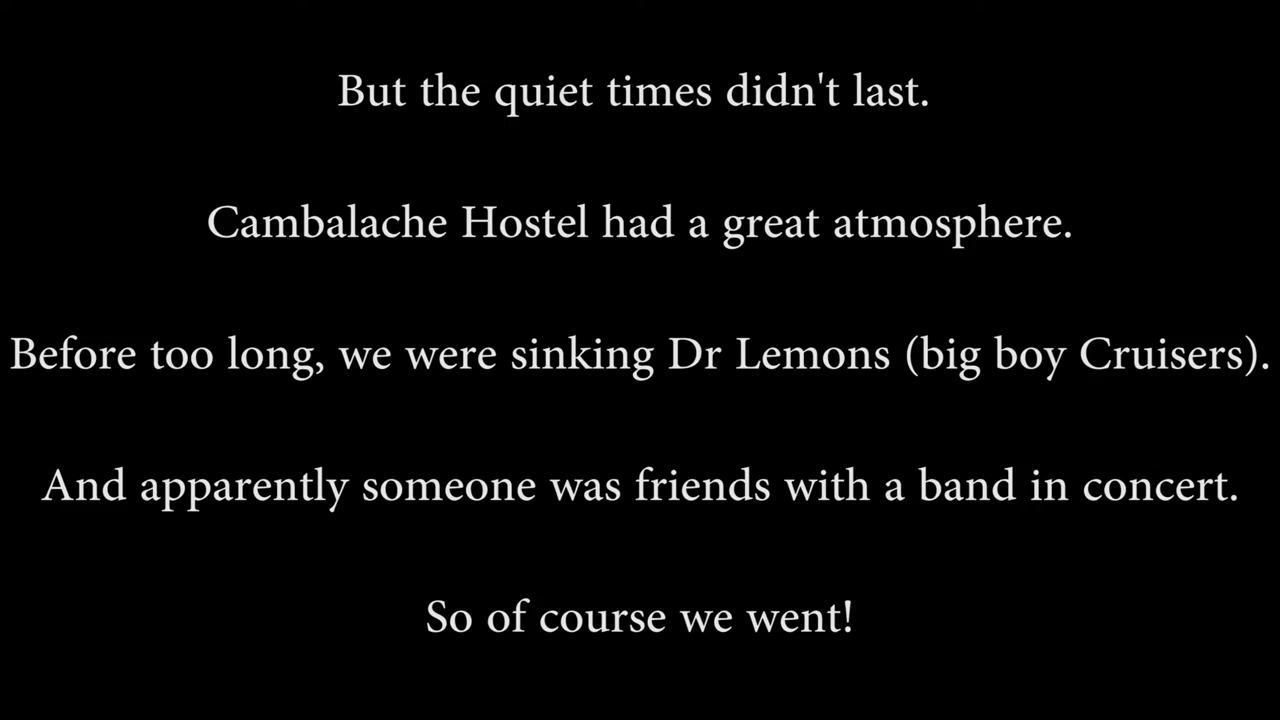 But the quiet times didn't last.
Cambalache Hostel had a great atmosphere.
Before too long, we were sinking Dr Lemons (big boy Cruisers).
And apparently someone was friends with a band in concert.
So of course we went!